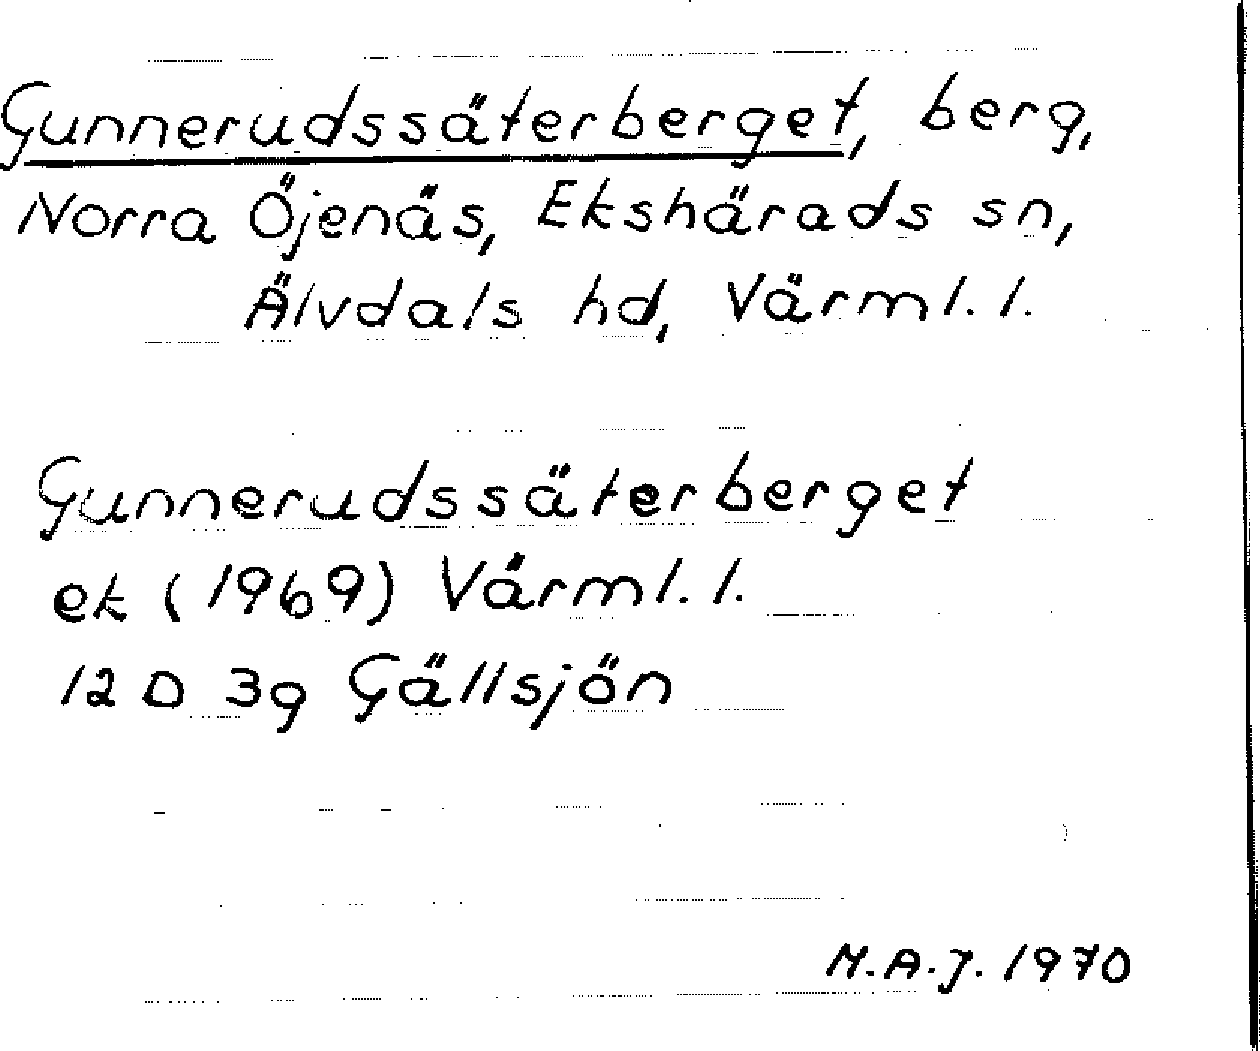 Gunnerudssäterberget, berg,
Norra Öjenäs, Ekshärads sn,
Älvdals hd, Värml. l.
Gunnerudssäterberget
ek (1969) Värml. l.
12 D 3g Gällsjön
M.A.J. 1970